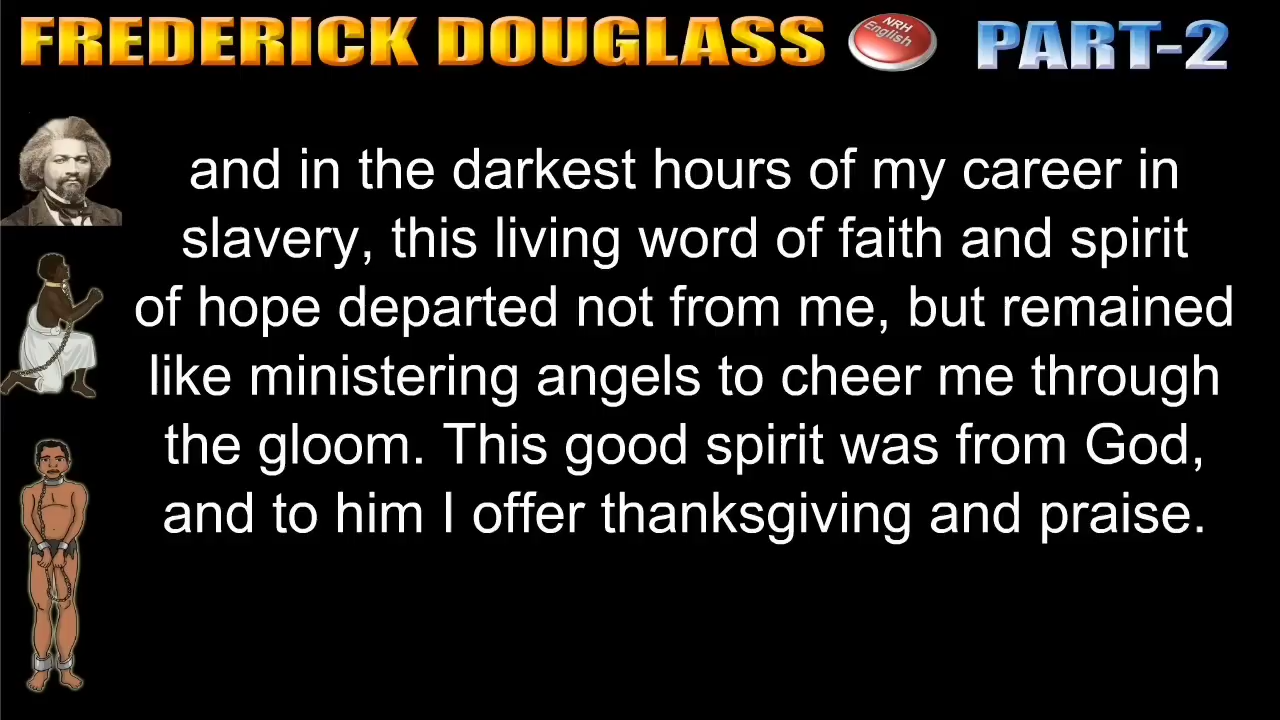 FREDERICK DOUGLASS
NRH
English
PART-2
and in the darkest hours of my career in
slavery, this living word of faith and spirit
of hope departed not from me, but remained
like ministering angels to cheer me through
the gloom. This good spirit was from God,
and to him I offer thanksgiving and praise.